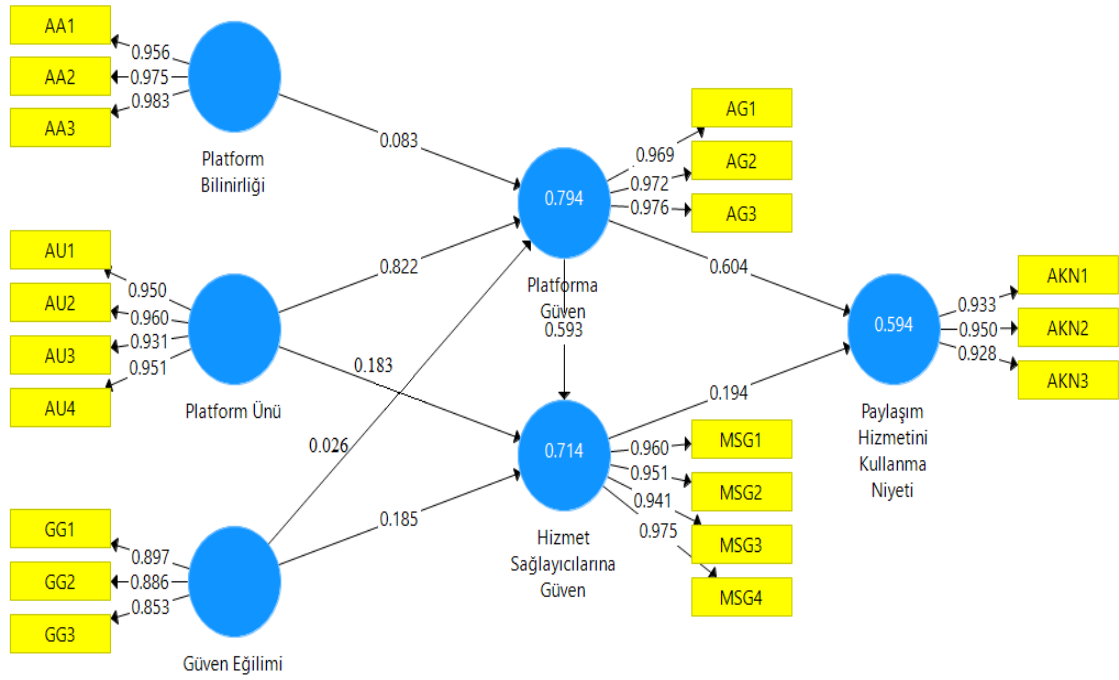 AA1
AA2
AA3
0.956
0.975
0.983
Platform
Bilinirliği
0.083
AU1
AU2
AU3
AU4
0.950
0.960
0.931
0.951
Platform Ünü
0.822
0.183
GG1
GG2
GG3
0.897
0.886
0.853
Güven Eğilimi
0.026
0.185
0.794
Platforma
Güven
0.593
AG1
AG2
AG3
0.969
0.972
0.976
0.604
0.714
Hizmet
Sağlayıcılarına
Güven
MSG1
MSG2
MSG3
MSG4
0.960
0.951
0.941
0.975
0.194
0.594
Paylaşım
Hizmetini
Kullanma
Niyeti
0.933
0.950
0.928
AKN1
AKN2
AKN3